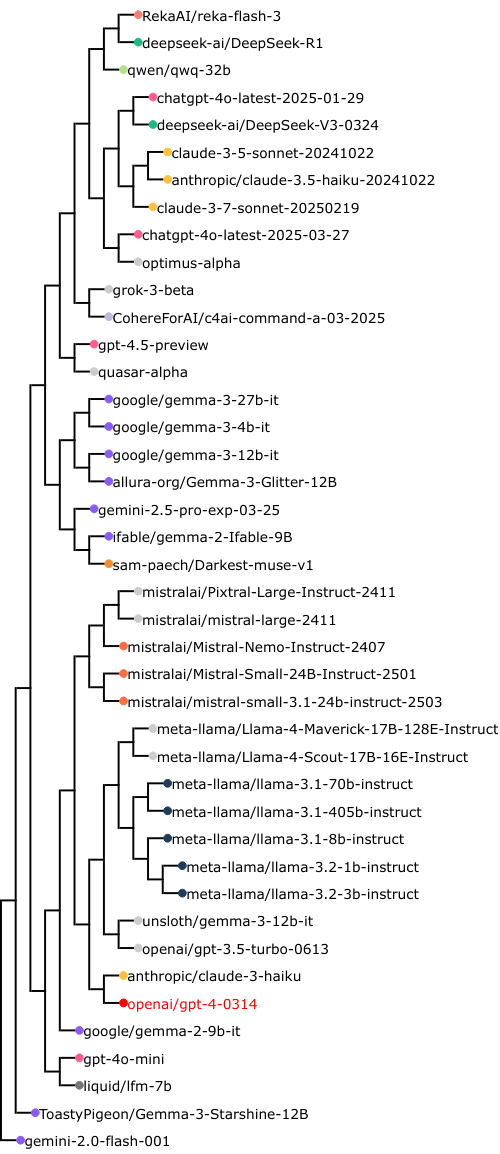 RekaAI/reka-flash-3
deepseek-ai/DeepSeek-R1
qwen/qwq-32b
chatgpt-4o-latest-2025-01-29
deepseek-ai/DeepSeek-V3-0324
claude-3-5-sonnet-20241022
anthropic/claude-3.5-haiku-20241022
claude-3-7-sonnet-20250219
chatgpt-4o-latest-2025-03-27
optimus-alpha
grok-3-beta
CohereForAI/c4ai-command-a-03-2025
gpt-4.5-preview
quasar-alpha
google/gemma-3-27b-it
google/gemma-3-4b-it
google/gemma-3-12b-it
allura-org/Gemma-3-Glitter-12B
gemini-2.5-pro-exp-03-25
ifable/gemma-2-Ifable-9B
sam-paech/Darkest-muse-v1
mistralai/Pixtral-Large-Instruct-2411
mistralai/mistral-large-2411
mistralai/Mistral-Nemo-Instruct-2407
mistralai/Mistral-Small-24B-Instruct-2501
mistralai/mistral-small-3.1-24b-instruct-2503
meta-llama/Llama-4-Maverick-17B-128E-Instruct
meta-llama/Llama-4-Scout-17B-16E-Instruct
meta-llama/llama-3.1-70b-instruct
meta-llama/llama-3.1-405b-instruct
meta-llama/llama-3.1-8b-instruct
meta-llama/llama-3.2-1b-instruct
meta-llama/llama-3.2-3b-instruct
unsloth/gemma-3-12b-it
openai/gpt-3.5-turbo-0613
anthropic/claude-3-haiku
openai/gpt-4-0314
google/gemma-2-9b-it
gpt-4o-mini
liquid/lfm-7b
ToastyPigeon/Gemma-3-Starshine-12B
gemini-2.0-flash-001